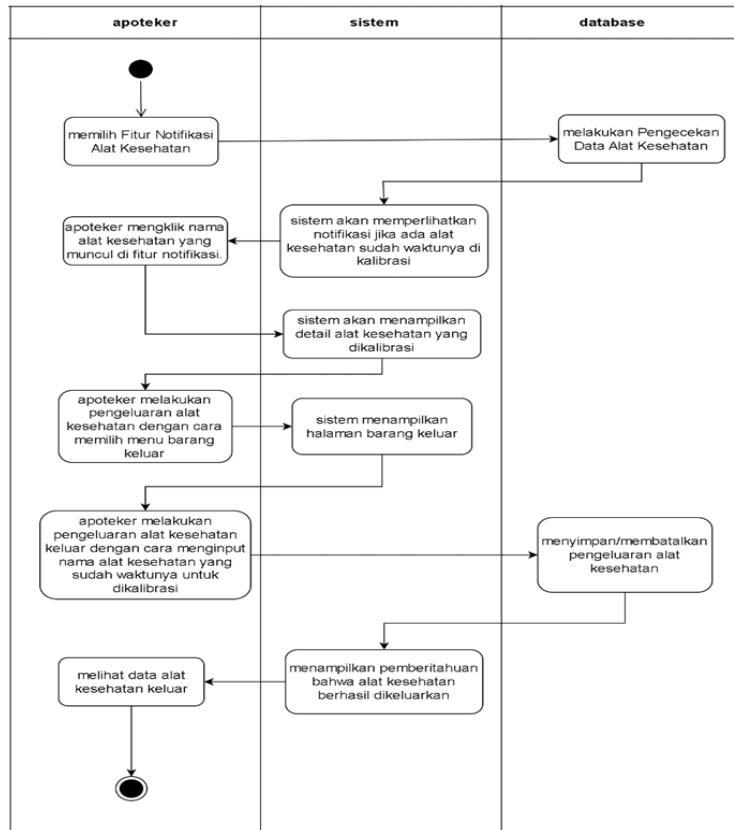 apoteker
sistem
database
memilih Fitur Notifikasi
Alat Kesehatan
melakukan Pengecekan
Data Alat Kesehatan
sistem akan memperlihatkan
notifikasi jika ada alat
kesehatan sudah waktunya di
kalibrasi
apoteker mengklik nama
alat kesehatan yang
muncul di fitur notifikasi.
sistem akan menampilkan
detail alat kesehatan yang
dikalibrasi
apoteker melakukan
pengeluaran alat
kesehatan dengan cara
memilih menu barang
keluar
sistem menampilkan
halaman barang keluar
apoteker melakukan
pengeluaran alat kesehatan
keluar dengan cara menginput
nama alat kesehatan yang
sudah waktunya untuk
dikalibrasi
menyimpan/membatalkan
pengeluaran alat
kesehatan
menampilkan pemberitahuan
bahwa alat kesehatan
berhasil dikeluarkan
melihat data alat
kesehatan keluar